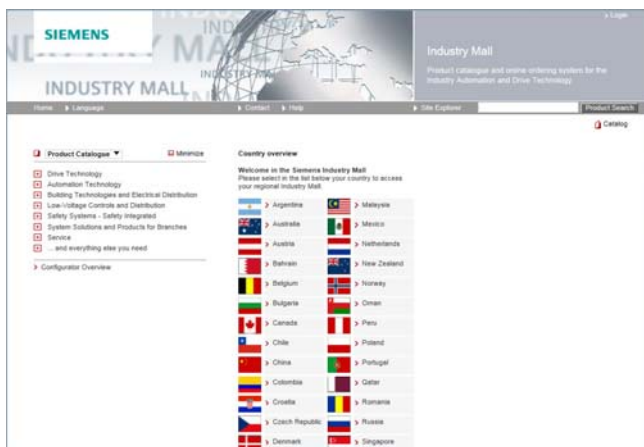 Login
SIEMENS
INDUSTRY MALL
Industry Mall
Product catalogue and online ordering system for the
Industry Automation and Drive Technology
Home Language Contact Help Site Explorer Product Search
Catalog
Product Catalogue Minimize
Drive Technology
Automation Technology
Building Technologies and Electrical Distribution
Low-Voltage Controls and Distribution
Safety Systems - Safety Integrated
System Solutions and Products for Branches
Service
... and everything else you need
Configurator Overview
Country overview
Welcome in the Siemens Industry Mall
Please select in the list below your country to access
your regional Industry Mall.
Argentina Malaysia
Australia Mexico
Austria Netherlands
Bahrain New Zealand
Belgium Norway
Bulgaria Oman
Canada Peru
Chile Poland
China Portugal
Colombia Qatar
Croatia Romania
Czech Republic Russia
Denmark Singapore